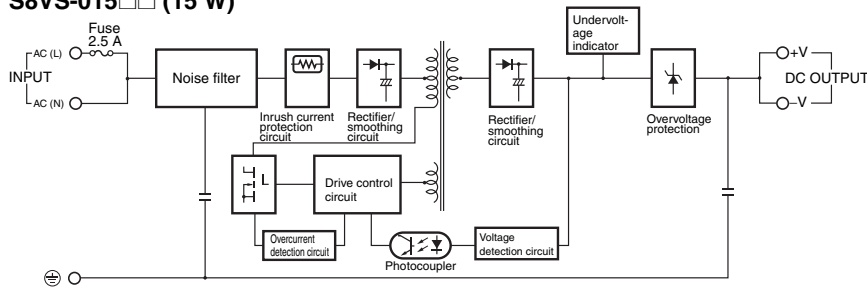 S8VS-015□□ (15 W)
Fuse
2.5 A
AC (L)
INPUT
AC (N)
Noise filter
Inrush current
protection
circuit
Rectifier/
smoothing
circuit
Rectifier/
smoothing
circuit
Undervolt-
age
indicator
Overvoltage
protection
+V
DC OUTPUT
–V
Drive control
circuit
Overcurrent
detection circuit
Photocoupler
Voltage
detection circuit